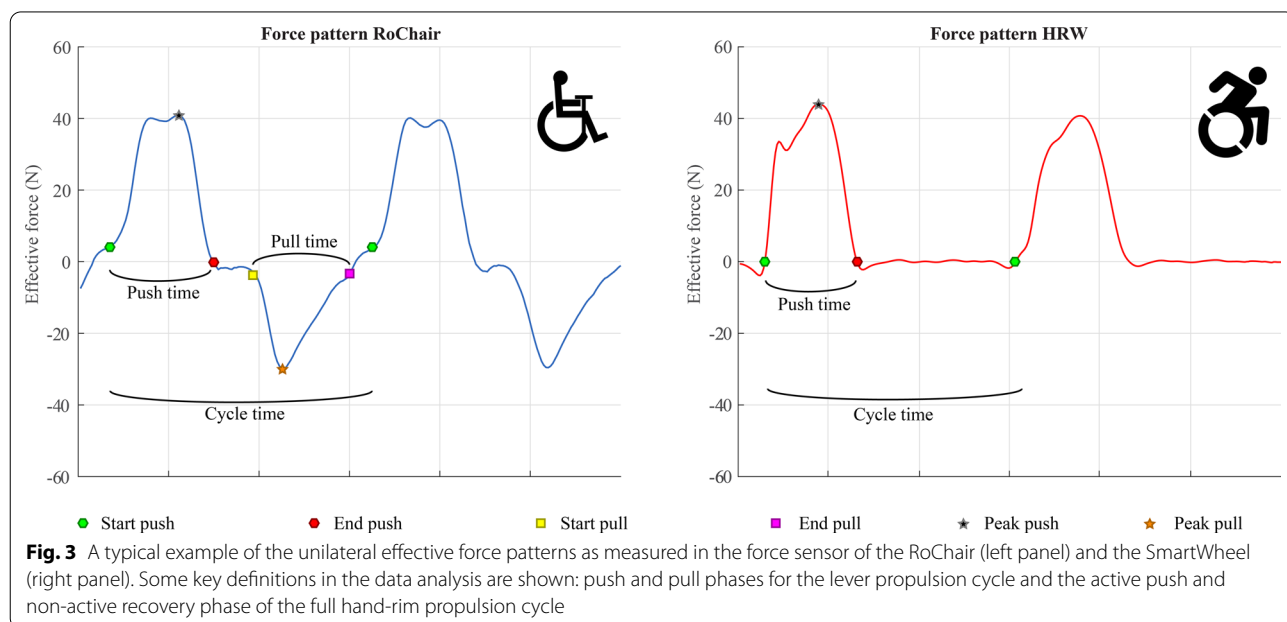 Force pattern RoChair
Force pattern HRW
60
40
20
0
-20
-40
-60
Effective force (N)
Push time
Pull time
Cycle time
60
40
20
0
-20
-40
-60
Effective force (N)
Push time
Cycle time
Start push
End push
Start pull
End pull
Peak push
Peak pull
Fig. 3 A typical example of the unilateral effective force patterns as measured in the force sensor of the RoChair (left panel) and the SmartWheel
(right panel). Some key definitions in the data analysis are shown: push and pull phases for the lever propulsion cycle and the active push and
non-active recovery phase of the full hand-rim propulsion cycle